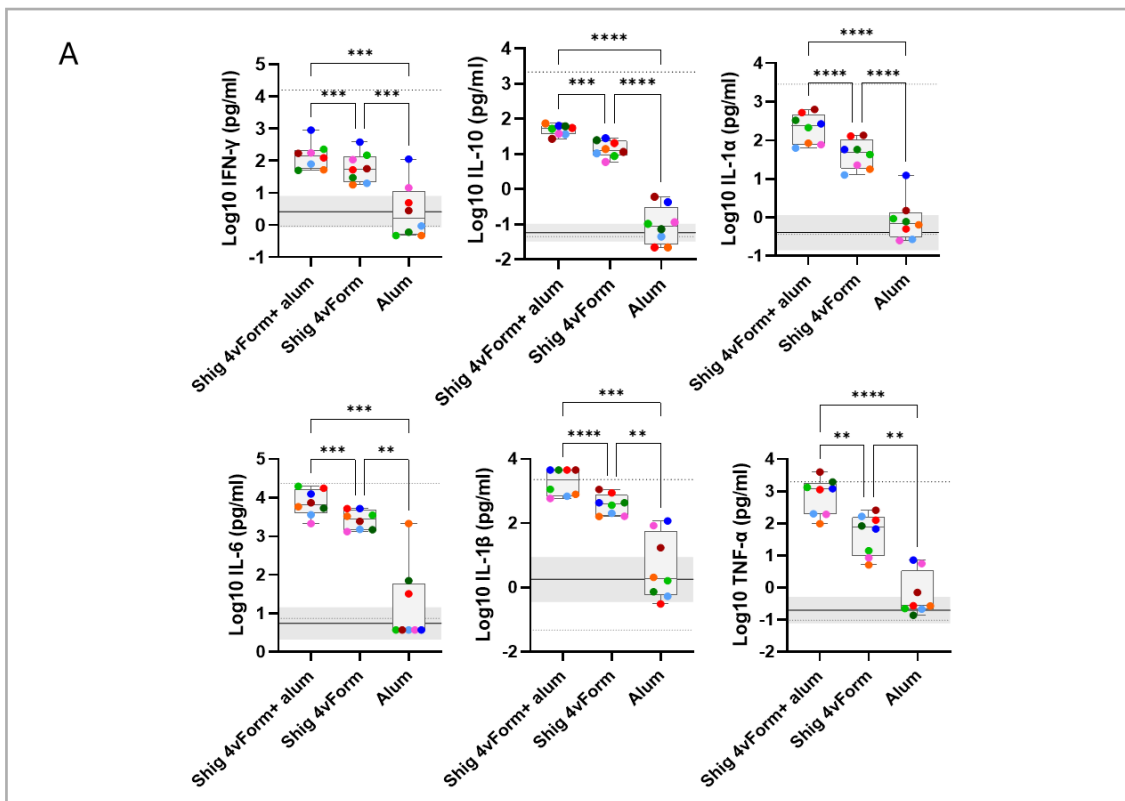 A
***
***
***
Log10 IFN-γ (pg/ml)
5
4
3
2
1
0
-1
Shig 4vForm+ alum
Shig 4vForm
Alum
****
***
****
Log10 IL-10 (pg/ml)
4
3
2
1
0
-1
-2
Shig 4vForm+ alum
Shig 4vForm
Alum
****
****
****
Log10 IL-1α (pg/ml)
4
3
2
1
0
-1
Shig 4vForm+ alum
Shig 4vForm
Alum
***
***
**
Log10 IL-6 (pg/ml)
5
4
3
2
1
0
Shig 4vForm+ alum
Shig 4vForm
Alum
***
****
**
Log10 IL-1β (pg/ml)
4
2
0
-2
Shig 4vForm+ alum
Shig 4vForm
Alum
****
**
**
Log10 TNF-α (pg/ml)
4
3
2
1
0
-1
-2
Shig 4vForm+ alum
Shig 4vForm
Alum